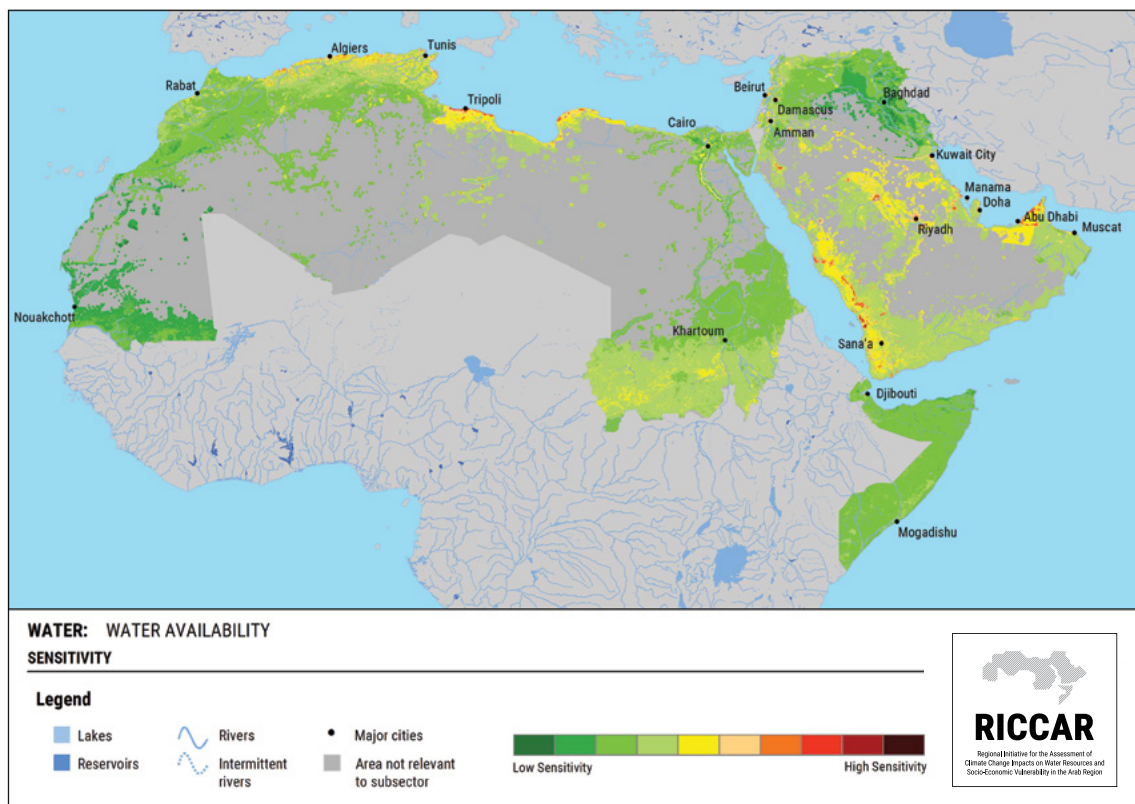 Algiers
Tunis
Rabat
Tripoli
Beirut
Baghdad
Damascus
Cairo
Amman
Kuwait City
Manama
Doha
Abu Dhabi
Riyadh
Muscat
Nouakchott
Khartoum
Sana'a
Djibouti
Mogadishu
WATER: WATER AVAILABILITY
SENSITIVITY
Legend
Lakes
Rivers
Major cities
Reservoirs
Intermittent
rivers
Area not relevant
to subsector
Low Sensitivity
High Sensitivity
RICCAR
Regional Initiative for the Assessment of
Climate Change Impacts on Water Resources and
Socio-Economic Vulnerability in the Arab Region